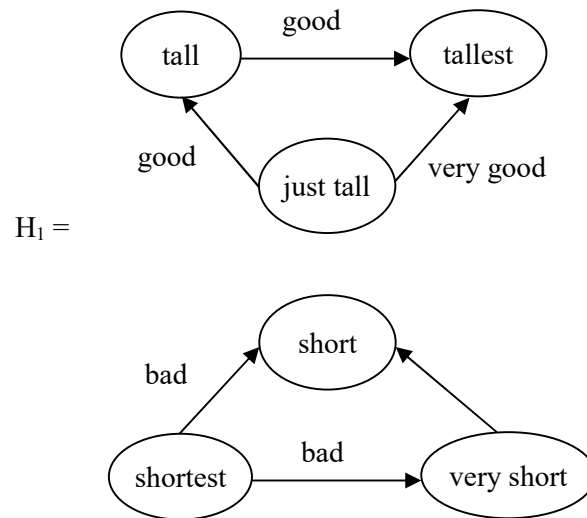 good
tall
tallest
good
very good
just tall
H₁ =
short
bad
bad
shortest
very short